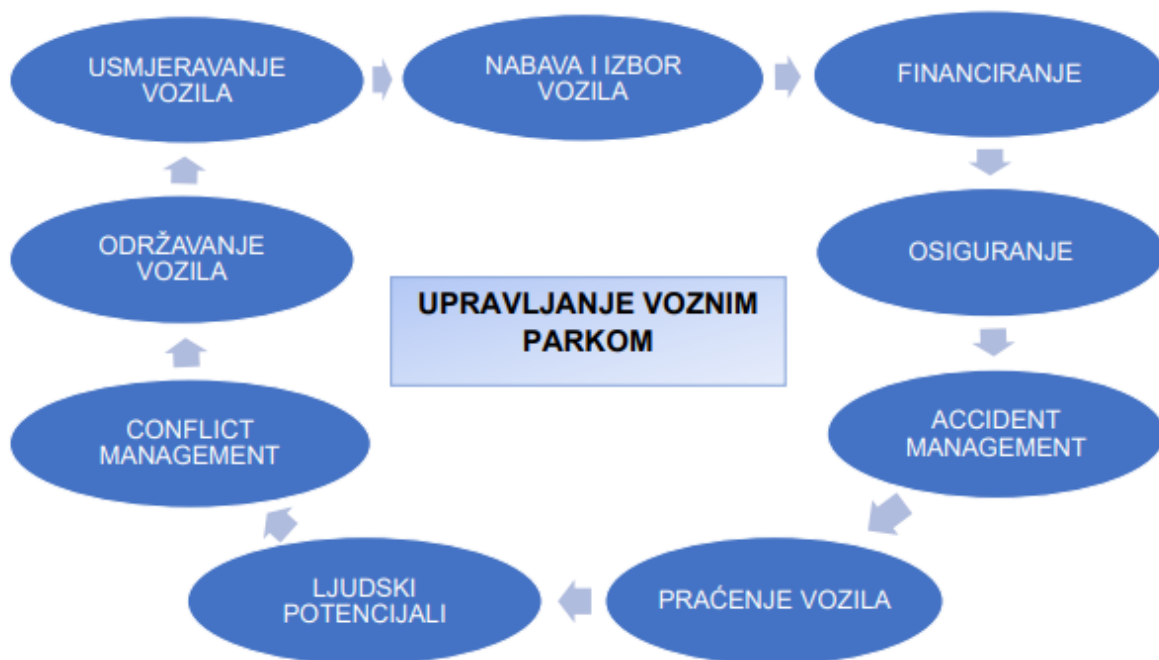 USMJERAVANJE
VOZILA
NABAVA I IZBOR
VOZILA
FINANCIRANJE
OSIGURANJE
ACCIDENT
MANAGEMENT
PRAĆENJE VOZILA
LJUDSKI
POTENCIJALI
CONFLICT
MANAGEMENT
ODRŽAVANJE
VOZILA
UPRAVLJANJE VOZNIM
PARKOM